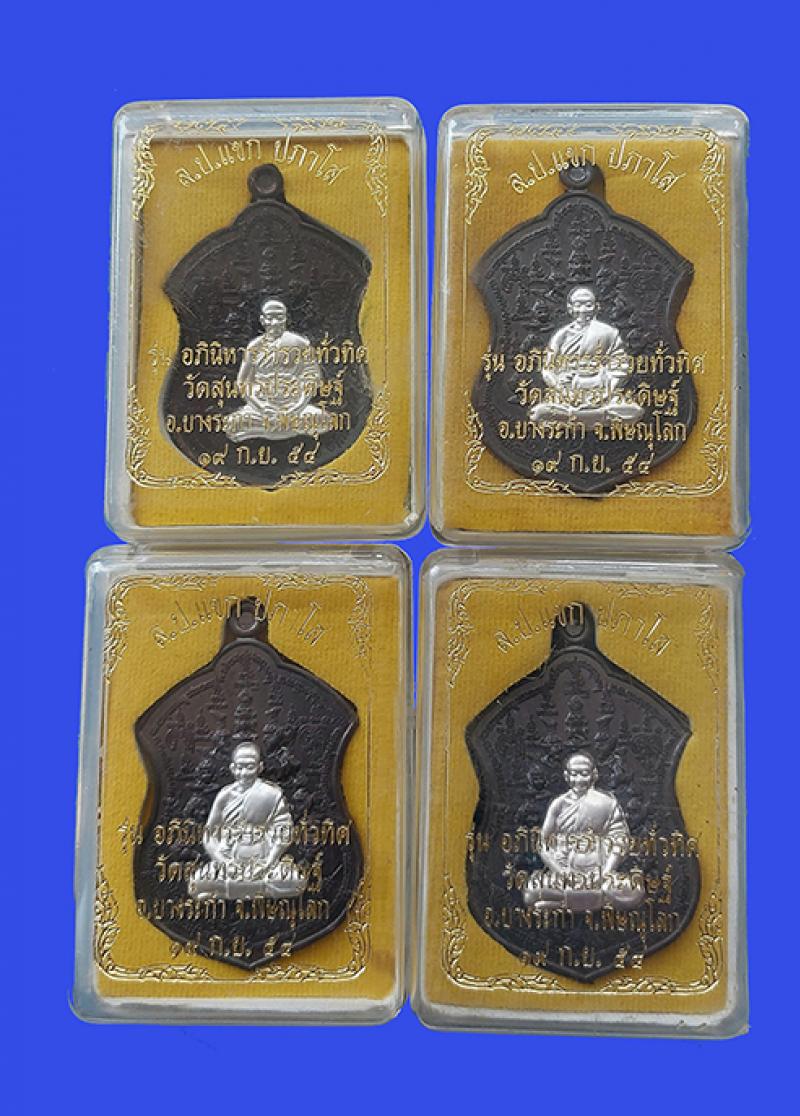 ล.ป.แขก ปภาโส
รุ่น อภินิหารร่ำรวยทั่วทิศ
วัดสุนทรประดิษฐ์
อ.บางระกำ จ.พิษณุโลก
๑๙ ก.ย. ๕๔
ล.ป.แขก ปภาโส
รุ่น อภินิหารร่ำรวยทั่วทิศ
วัดสุนทรประดิษฐ์
อ.บางระกำ จ.พิษณุโลก
๑๙ ก.ย. ๕๔
ล.ป.แขก ปภาโส
รุ่น อภินิหารร่ำรวยทั่วทิศ
วัดสุนทรประดิษฐ์
อ.บางระกำ จ.พิษณุโลก
๑๙ ก.ย. ๕๔
ล.ป.แขก ปภาโส
รุ่น อภินิหารร่ำรวยทั่วทิศ
วัดสุนทรประดิษฐ์
อ.บางระกำ จ.พิษณุโลก
๑๙ ก.ย. ๕๔